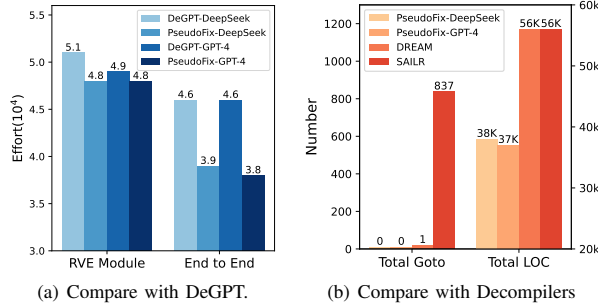 5.5
5.0
4.5
4.0
3.5
3.0
Effort(10⁴)
DeGPT-DeepSeek
PseudoFix-DeepSeek
DeGPT-GPT-4
PseudoFix-GPT-4
5.1
4.8
4.9
4.8
4.6
3.9
4.6
3.8
RVE Module
End to End
(a) Compare with DeGPT.
1200
1000
800
600
400
200
0
Number
PseudoFix-DeepSeek
PseudoFix-GPT-4
DREAM
SAILR
0
0
1
837
38K
37K
56K
56K
60k
50k
40k
30k
20k
Total Goto
Total LOC
(b) Compare with Decompilers